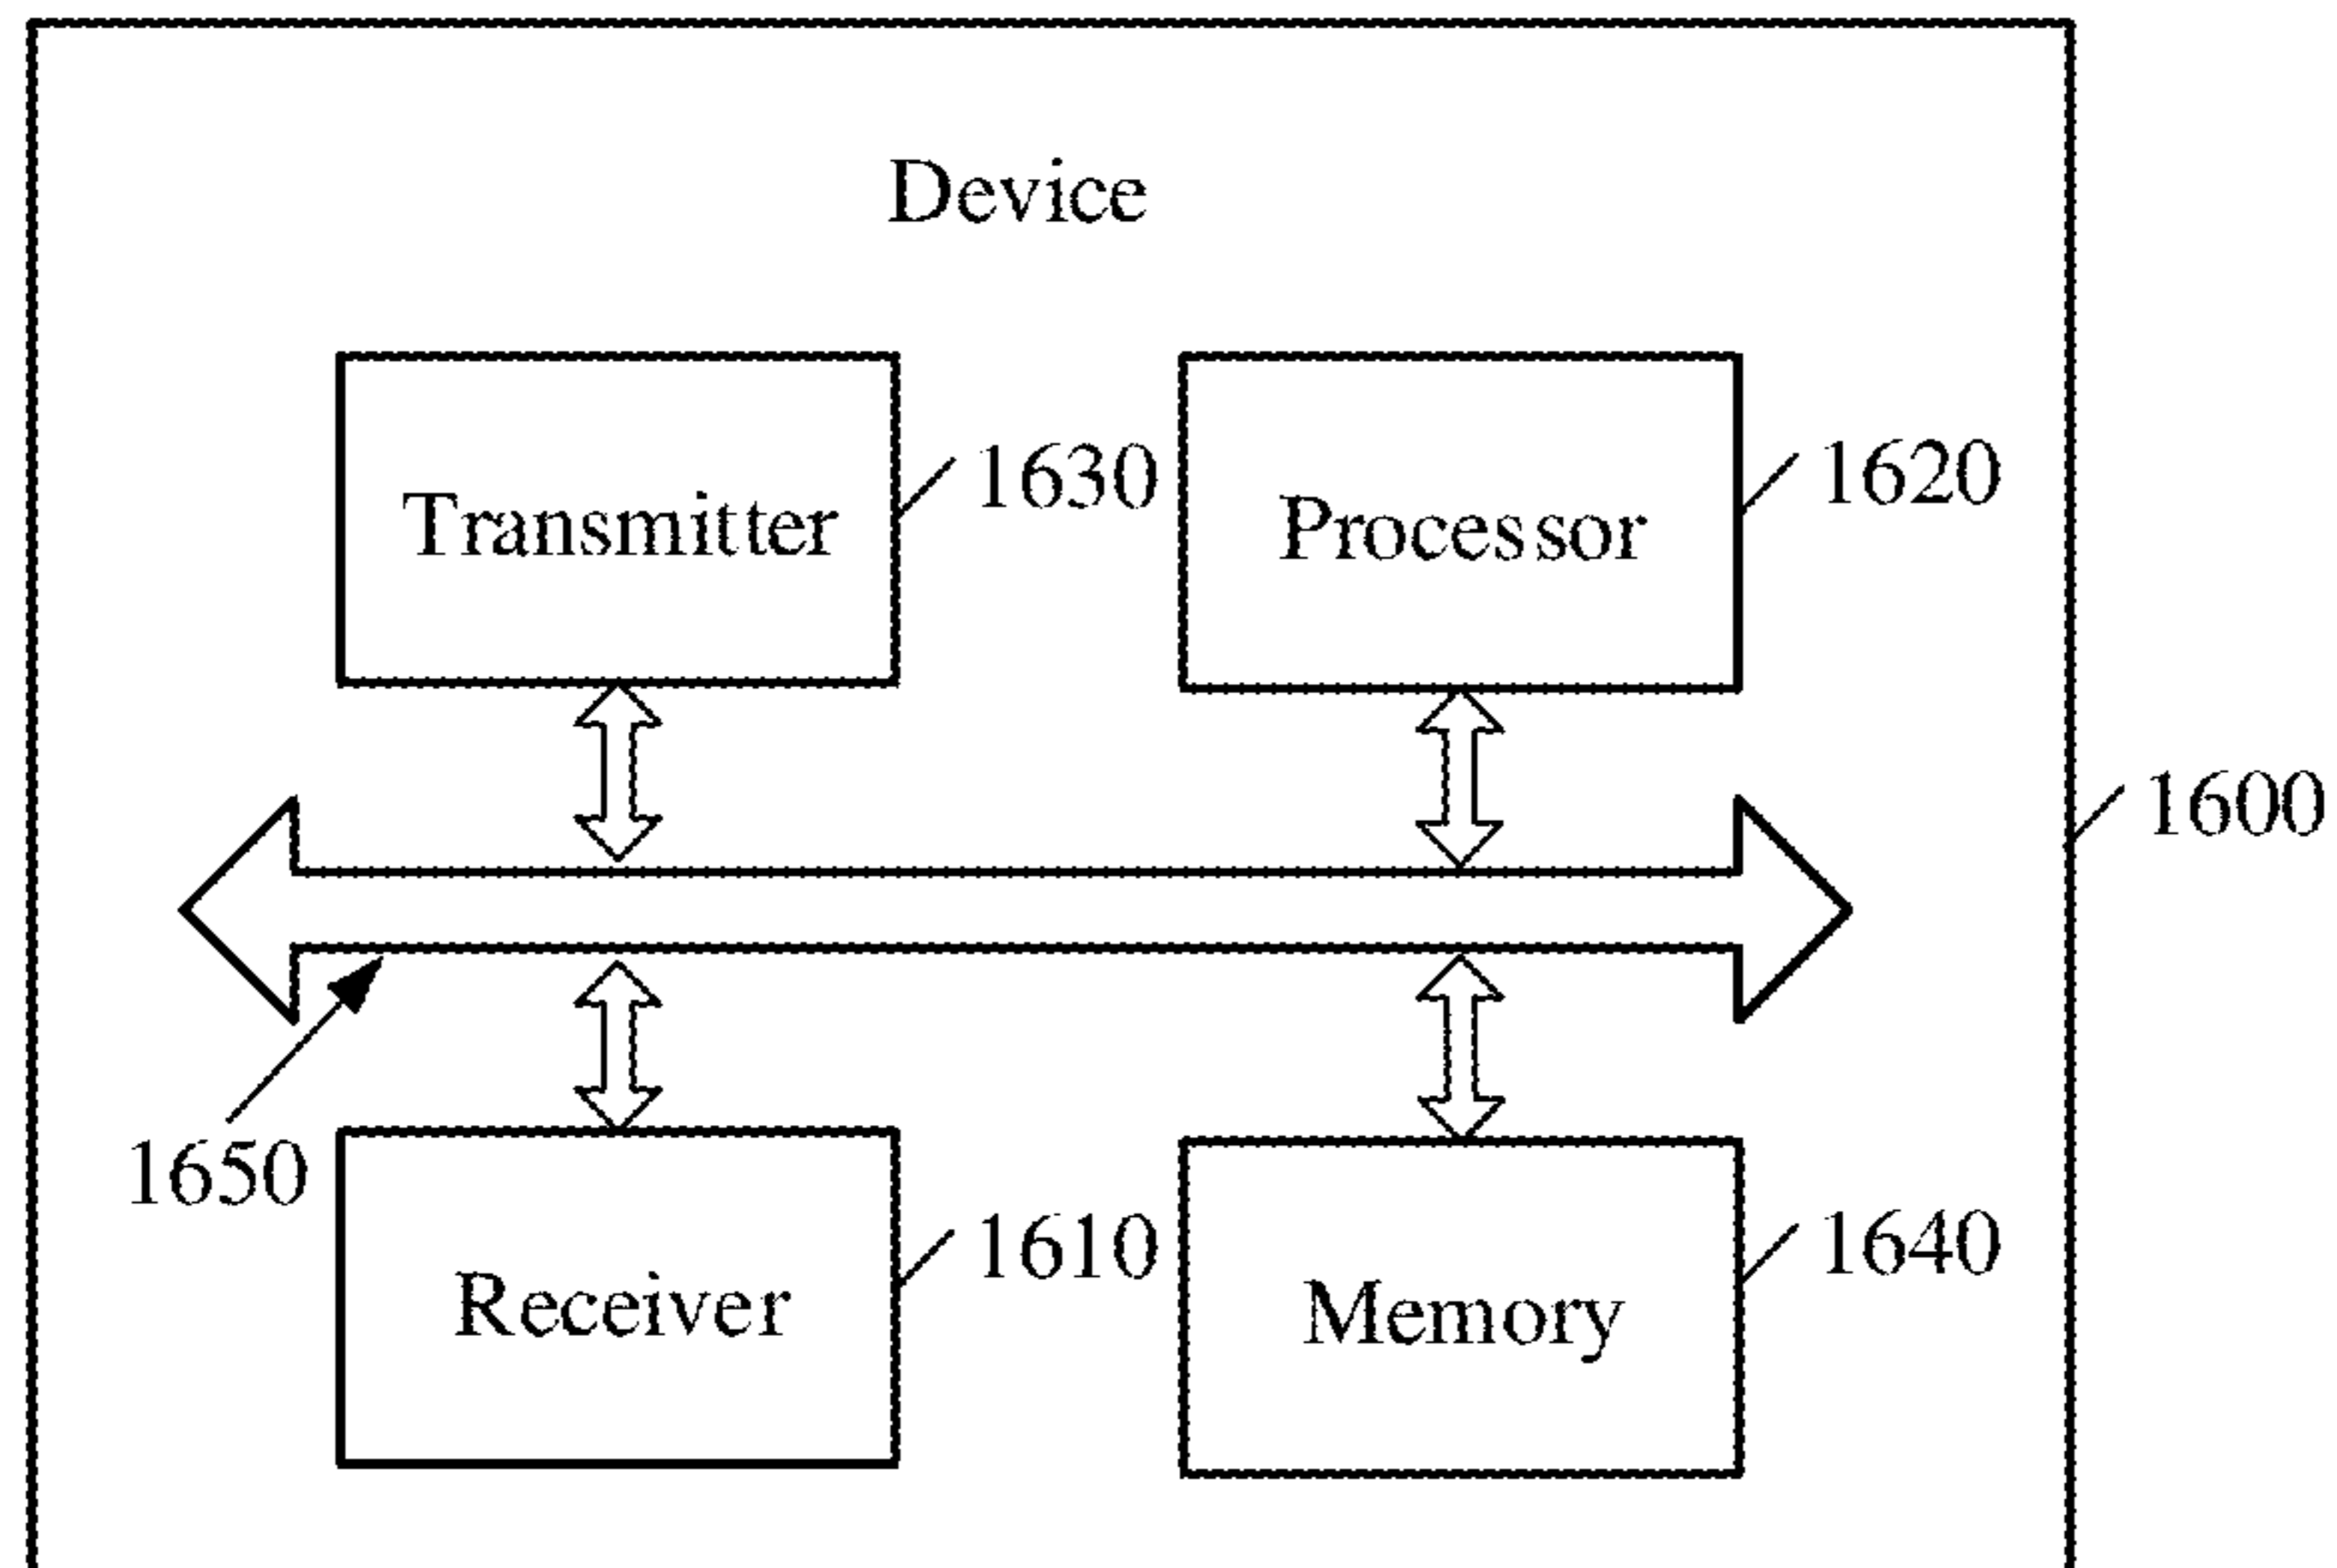 Device
Transmitter
1630
Processor
1620
1600
1650
Receiver
1610
Memory
1640